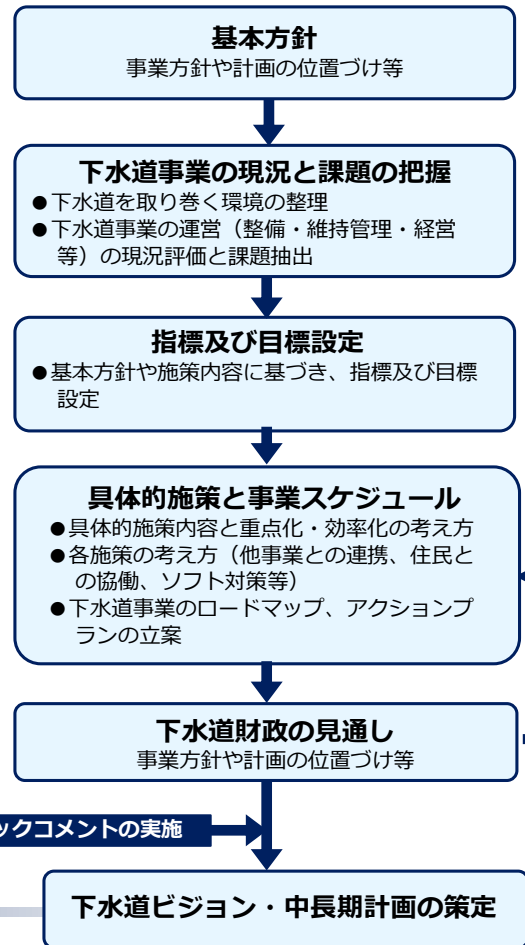 基本方針
事業方針や計画の位置づけ等
下水道事業の現況と課題の把握
●下水道を取り巻く環境の整理
●下水道事業の運営（整備・維持管理・経営
等）の現況評価と課題抽出
指標及び目標設定
●基本方針や施策内容に基づき、指標及び目標
設定
具体的施策と事業スケジュール
●具体的施策内容と重点化・効率化の考え方
●各施策の考え方（他事業との連携、住民と
の協働、ソフト対策等）
●下水道事業のロードマップ、アクションプ
ランの立案
下水道財政の見通し
事業方針や計画の位置づけ等
ックコメントの実施
下水道ビジョン・中長期計画の策定